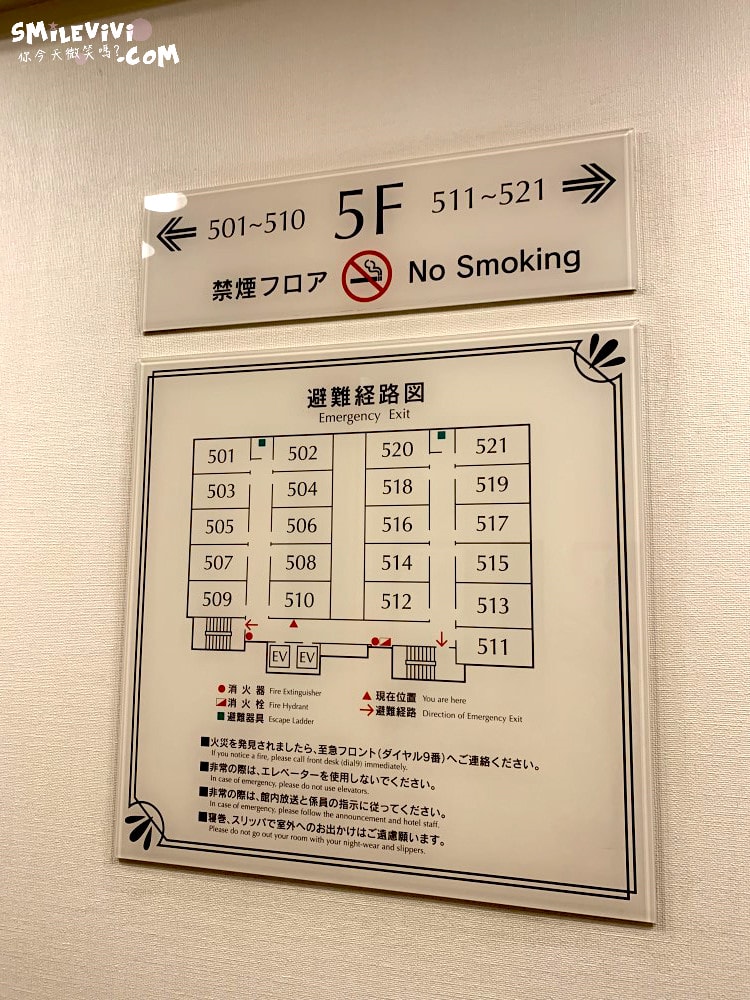 SMiLEViVi
你今天微笑嗎?.COM
501~510 5F 511~521
禁煙フロア No Smoking
避難経路図
Emergency Exit
501 502 520 521
503 504 518 519
505 506 516 517
507 508 514 515
509 510 512 513
511
EV EV
消火器 Fire Extinguisher
消火栓 Fire Hydrant
避難器具 Escape Ladder
現在位置 You are here
避難経路 Direction of Emergency Exit
■火災を発見されましたら、至急フロント(ダイヤル9番)へご連絡ください。
If you notice a fire, please call front desk (dial9) immediately.
■非常の際は、エレベーターを使用しないでください。
In case of emergency, please do not use elevators.
■非常の際は、館内放送と係員の指示に従ってください。
In case of emergency, please follow the announcement and hotel staff.
■寝巻、スリッパで室外へのお出かけはご遠慮願います。
Please do not go out your room with your night-wear and slippers.